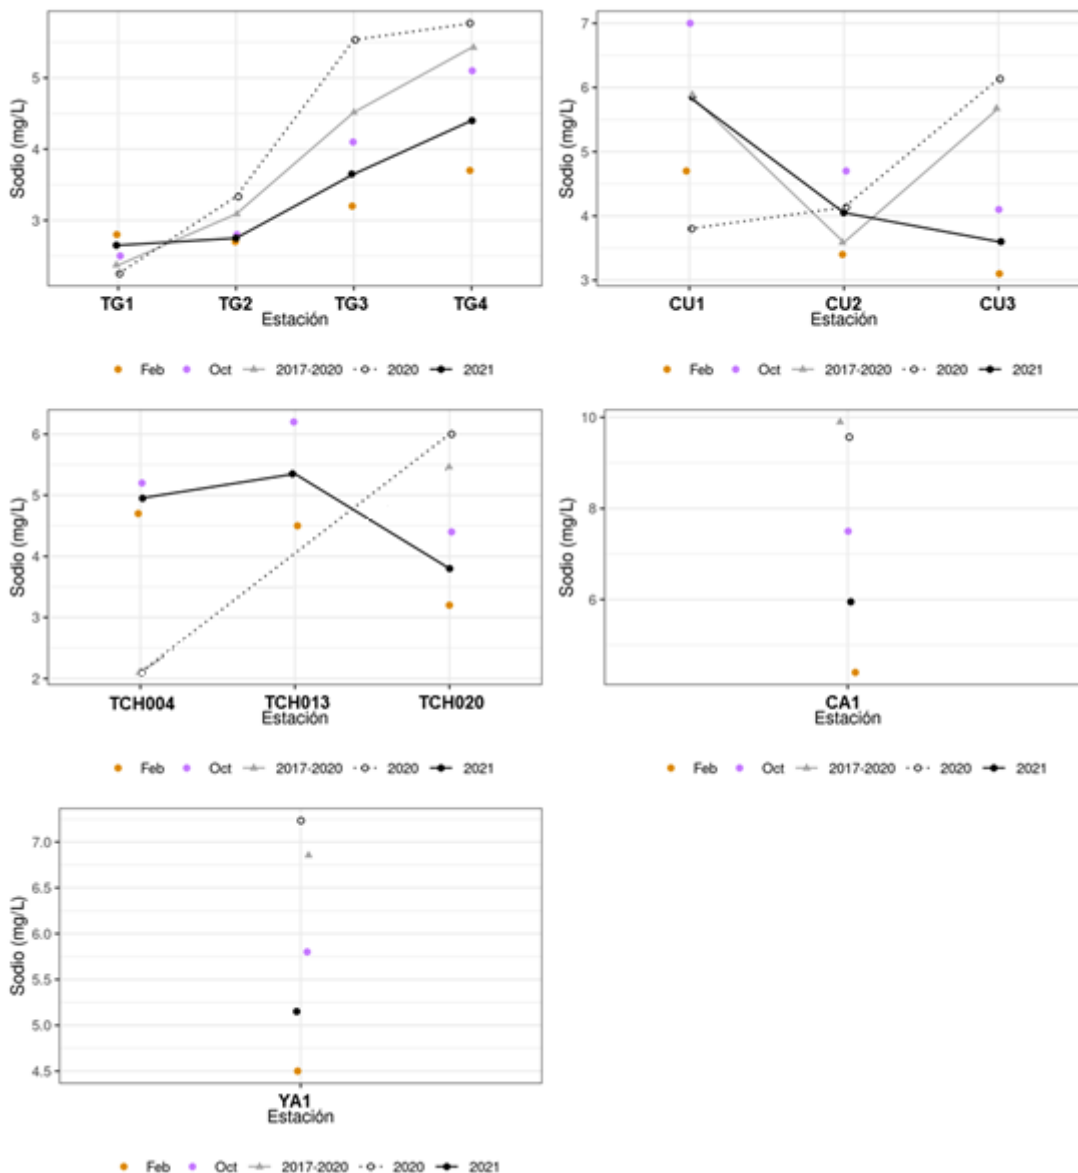 Sodio (mg/L)
5
4
3
TG1 TG2 TG3 TG4
Estación
Feb Oct 2017-2020 2020 2021
Sodio (mg/L)
7
6
5
4
3
CU1 CU2 CU3
Estación
Feb Oct 2017-2020 2020 2021
Sodio (mg/L)
6
5
4
3
2
TCH004 TCH013 TCH020
Estación
Feb Oct 2017-2020 2020 2021
Sodio (mg/L)
10
8
6
CA1
Estación
Feb Oct 2017-2020 2020 2021
Sodio (mg/L)
7.0
6.5
6.0
5.5
5.0
4.5
YA1
Estación
Feb Oct 2017-2020 2020 2021